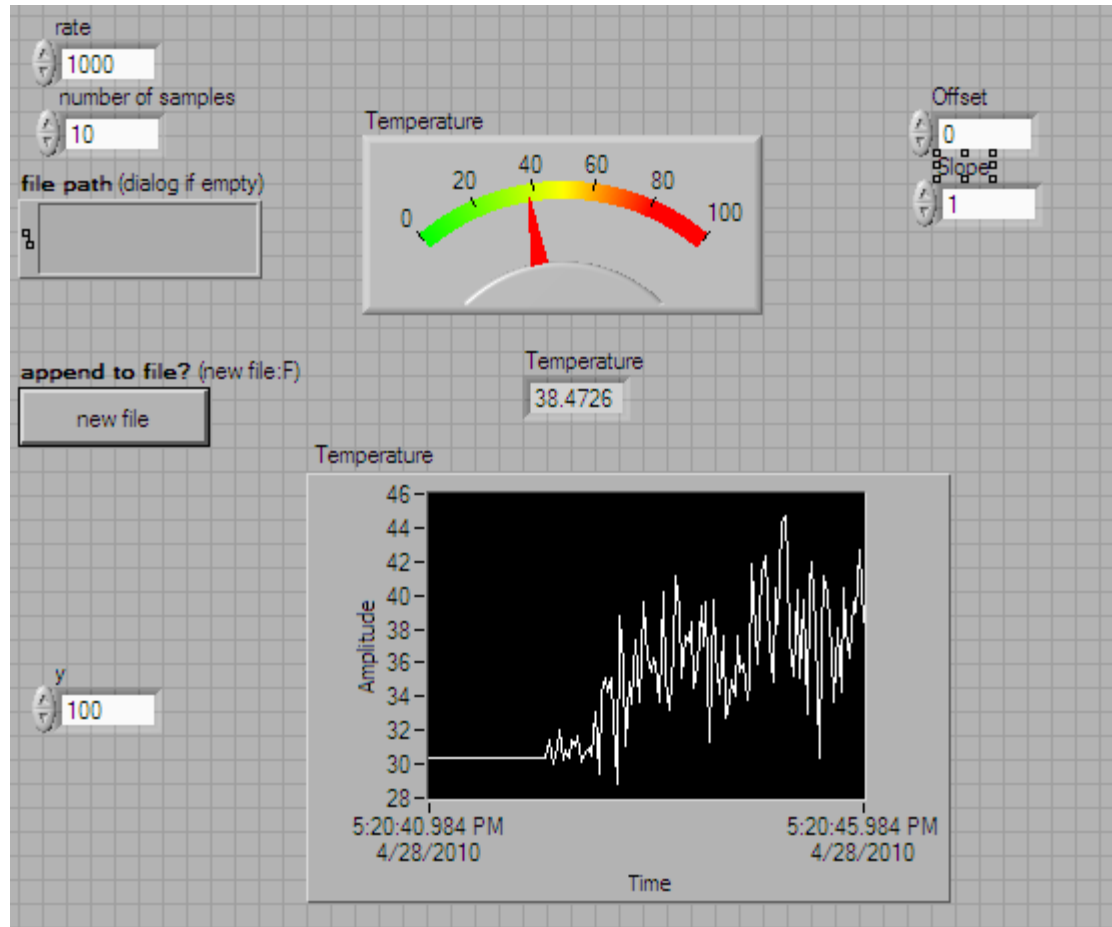 rate
1000
number of samples
10
file path (dialog if empty)
Temperature
0 20 40 60 80 100
Offset
0
Slope
1
append to file? (new file:F)
new file
Temperature
38.4726
Temperature
46
44
42
40
38
36
34
32
30
28
Amplitude
5:20:40.984 PM
4/28/2010
5:20:45.984 PM
4/28/2010
Time
y
100